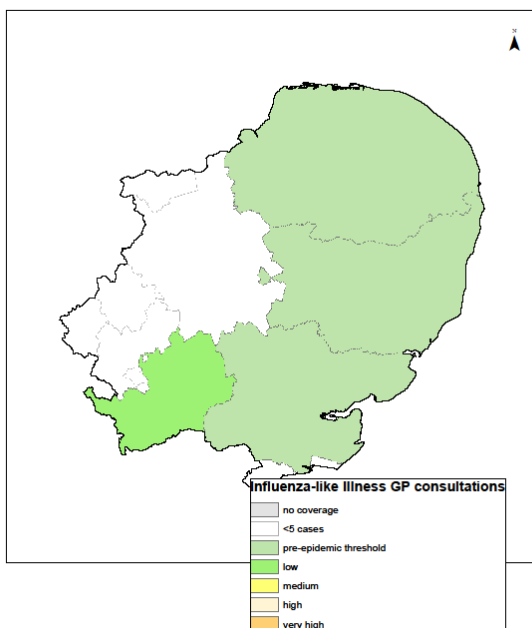 N
Influenza-like Illness GP consultations
no coverage
<5 cases
pre-epidemic threshold
low
medium
high
very high